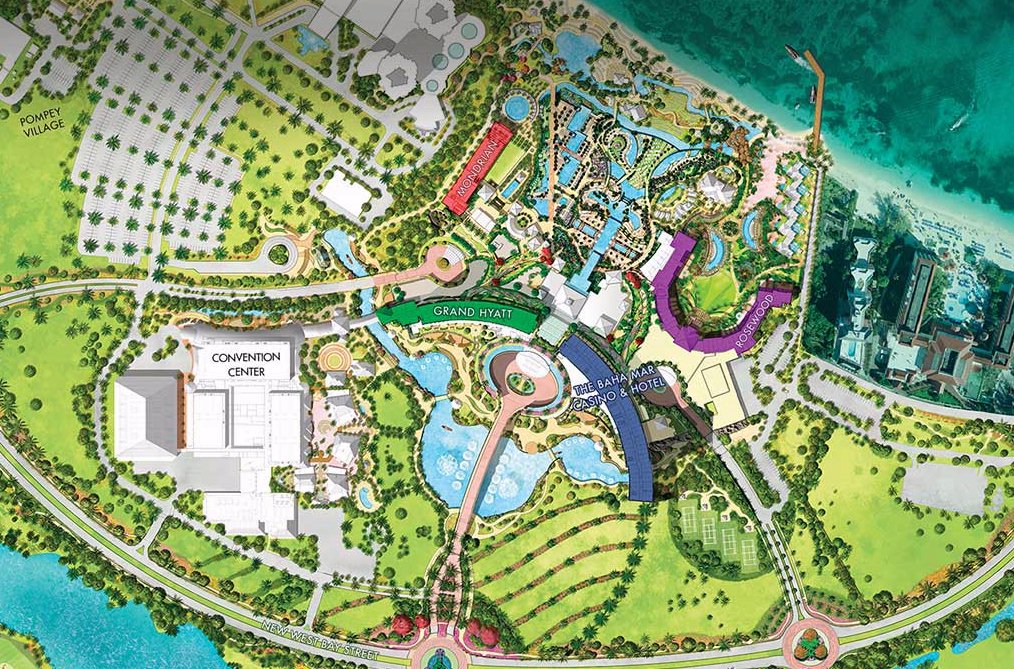 POMPEY
VILLAGE
MONDRIAN
GRAND HYATT
ROSEWOOD
CONVENTION
CENTER
THE BAHA MAR
CASINO & HOTEL
NEW WEST BAY STREET